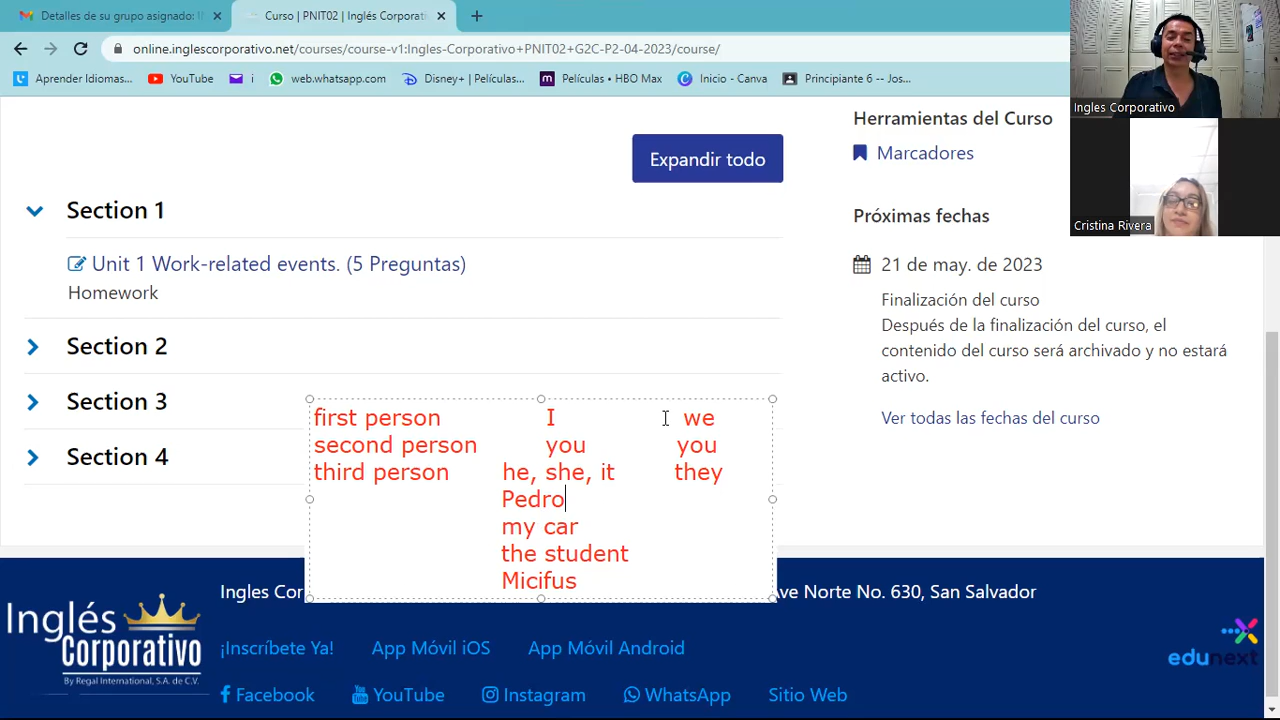 Detalles de su grupo asignado: 1
Curso | PNIT02 | Inglés Corporativ
online.inglescorporativo.net/courses/course-v1:Ingles-Corporativo+PNIT02+G2C-P2-04-2023/course/
Aprender Idiomas...
YouTube
i
web.whatsapp.com
Disney+ | Películas...
Películas • HBO Max
Inicio - Canva
Principiante 6 -- Jos...
Ingles Corporativo
Cristina Rivera
Herramientas del Curso
Marcadores
Expandir todo
Próximas fechas
21 de may. de 2023
Finalización del curso
Después de la finalización del curso, el
contenido del curso será archivado y no estará
activo.
Ver todas las fechas del curso
Section 1
Unit 1 Work-related events. (5 Preguntas)
Homework
Section 2
Section 3
Section 4
first person I we
second person you you
third person he, she, it they
Pedro
my car
the student
Micifus
Ingles Cor
Ave Norte No. 630, San Salvador
Inglés
Corporativo
By Regal International, S.A. de C.V.
¡Inscríbete Ya!
App Móvil iOS
App Móvil Android
Facebook
YouTube
Instagram
WhatsApp
Sitio Web
edunext